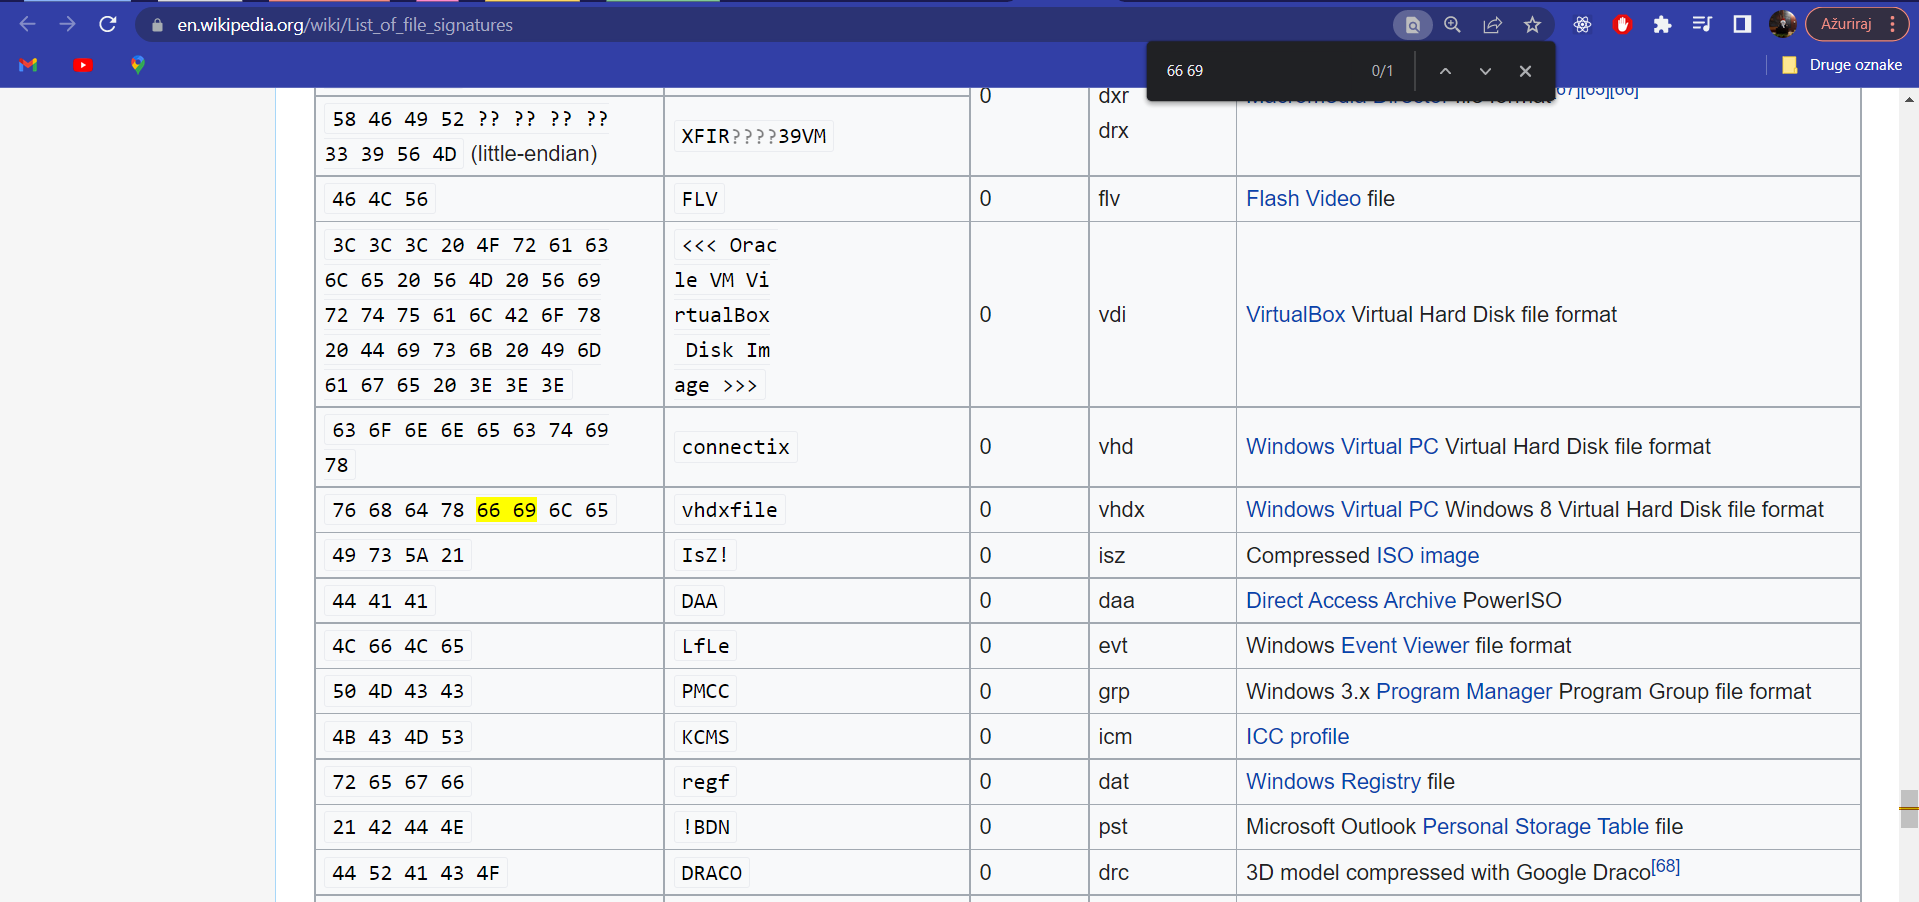 en.wikipedia.org/wiki/List_of_file_signatures
Ažuriraj
66 69 0/1
Druge oznake
0 dxr Macromedia Director file format[67][65][66]
drx
58 46 49 52 ?? ?? ?? ??
33 39 56 4D (little-endian)
XFIR????39VM
46 4C 56 FLV 0 flv Flash Video file
3C 3C 3C 20 4F 72 61 63
6C 65 20 56 4D 20 56 69
72 74 75 61 6C 42 6F 78
20 44 69 73 6B 20 49 6D
61 67 65 20 3E 3E 3E
<<< Orac
le VM Vi
rtualBox
Disk Im
age >>>
0 vdi VirtualBox Virtual Hard Disk file format
63 6F 6E 6E 65 63 74 69
78
connectix 0 vhd Windows Virtual PC Virtual Hard Disk file format
76 68 64 78 66 69 6C 65 vhdxfile 0 vhdx Windows Virtual PC Windows 8 Virtual Hard Disk file format
49 73 5A 21 IsZ! 0 isz Compressed ISO image
44 41 41 DAA 0 daa Direct Access Archive PowerISO
4C 66 4C 65 LfLe 0 evt Windows Event Viewer file format
50 4D 43 43 PMCC 0 grp Windows 3.x Program Manager Program Group file format
4B 43 4D 53 KCMS 0 icm ICC profile
72 65 67 66 regf 0 dat Windows Registry file
21 42 44 4E !BDN 0 pst Microsoft Outlook Personal Storage Table file
44 52 41 43 4F DRACO 0 drc 3D model compressed with Google Draco[68]